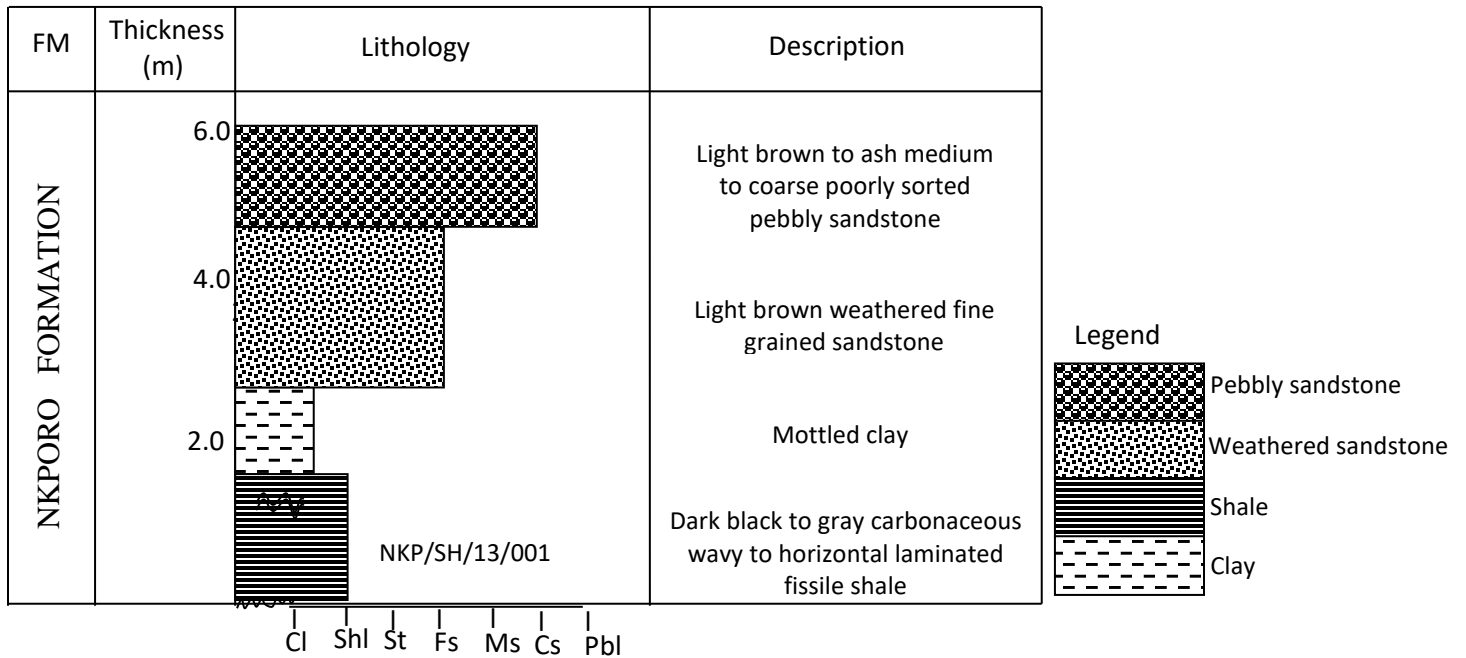 FM
Thickness
(m)
Lithology
Description
NKPORO FORMATION
6.0
4.0
2.0
Light brown to ash medium
to coarse poorly sorted
pebbly sandstone
Light brown weathered fine
grained sandstone
Mottled clay
NKP/SH/13/001
Dark black to gray carbonaceous
wavy to horizontal laminated
fissile shale
Cl Shl St Fs Ms Cs Pbl
Legend
Pebbly sandstone
Weathered sandstone
Shale
Clay